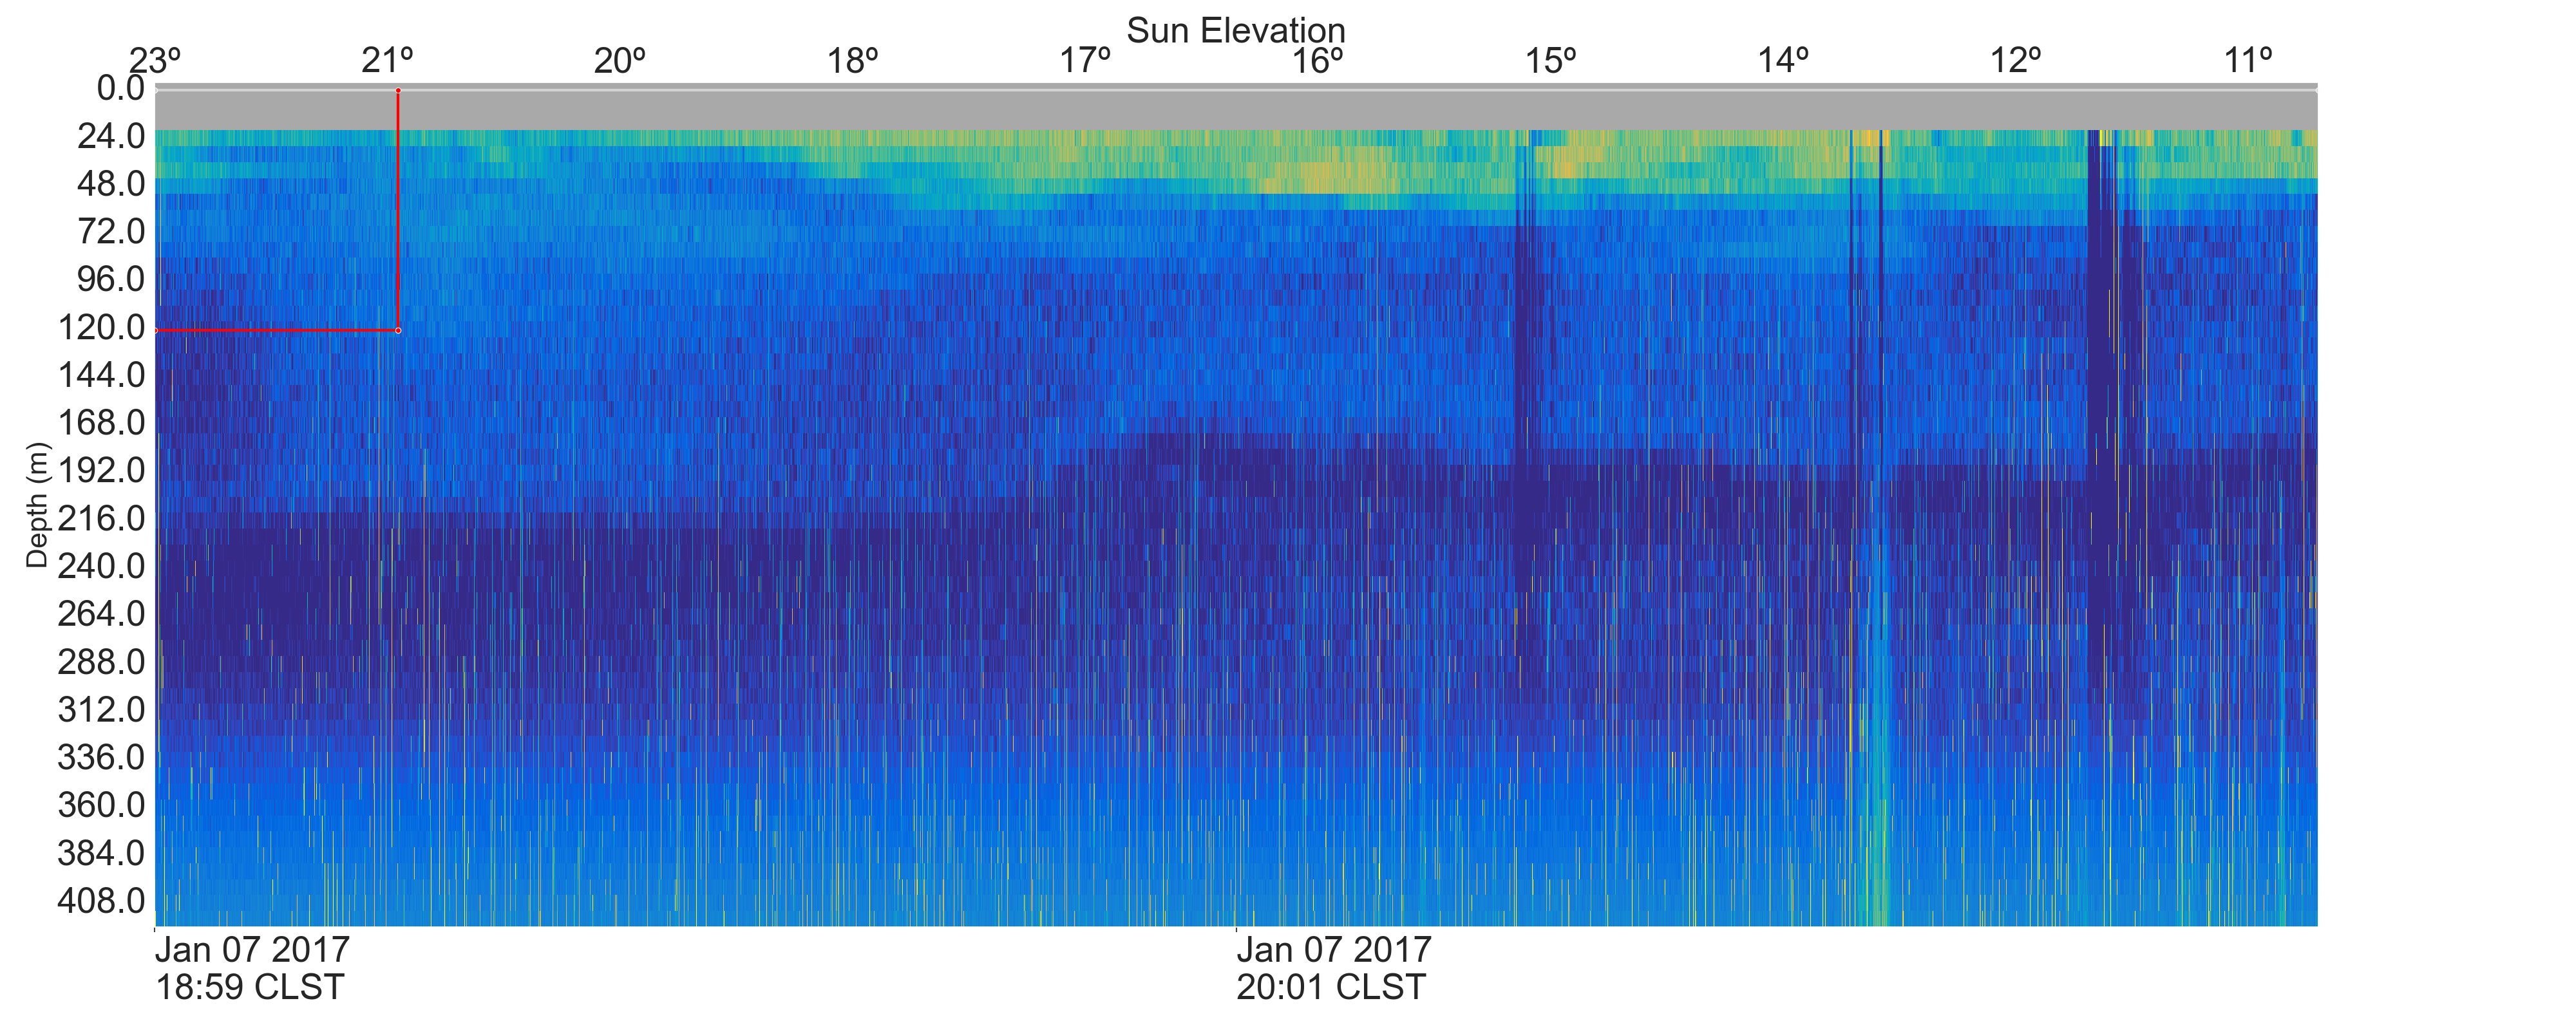 Sun Elevation
23º 21º 20º 18º 17º 16º 15º 14º 12º 11º
0.0
24.0
48.0
72.0
96.0
120.0
144.0
168.0
192.0
216.0
240.0
264.0
288.0
312.0
336.0
360.0
384.0
408.0
Depth (m)
Jan 07 2017
18:59 CLST
Jan 07 2017
20:01 CLST